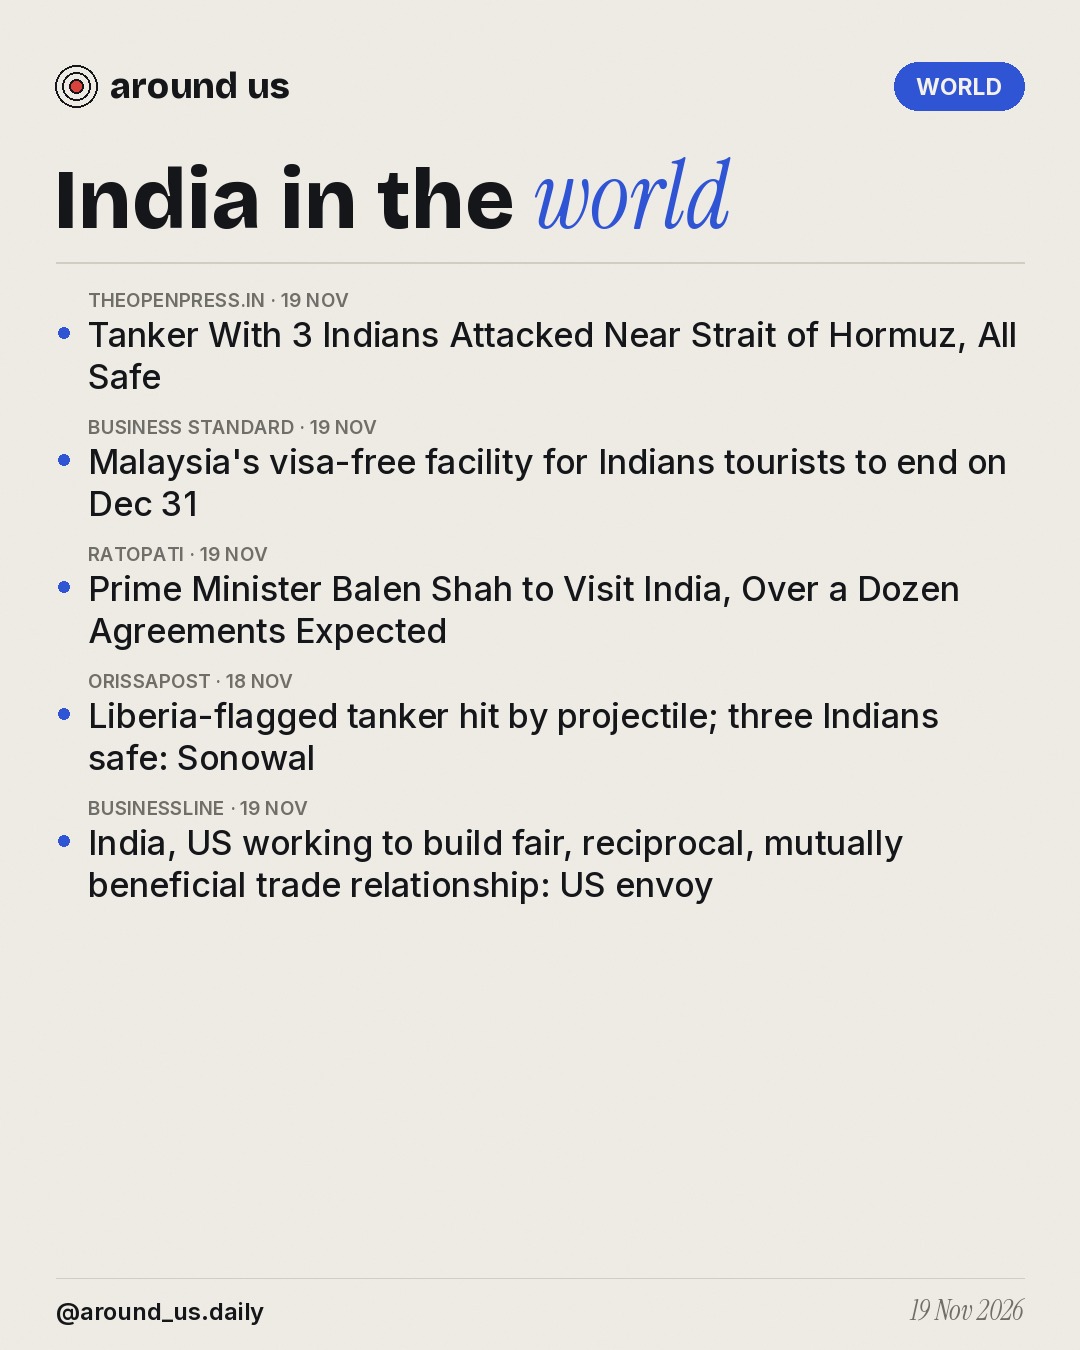 around us
WORLD
India in the world
THEOPENPRESS.IN · 19 NOV
Tanker With 3 Indians Attacked Near Strait of Hormuz, All
Safe
BUSINESS STANDARD · 19 NOV
Malaysia's visa-free facility for Indians tourists to end on
Dec 31
RATOPATI · 19 NOV
Prime Minister Balen Shah to Visit India, Over a Dozen
Agreements Expected
ORISSAPOST · 18 NOV
Liberia-flagged tanker hit by projectile; three Indians
safe: Sonowal
BUSINESSLINE · 19 NOV
India, US working to build fair, reciprocal, mutually
beneficial trade relationship: US envoy
@around_us.daily
19 Nov 2026